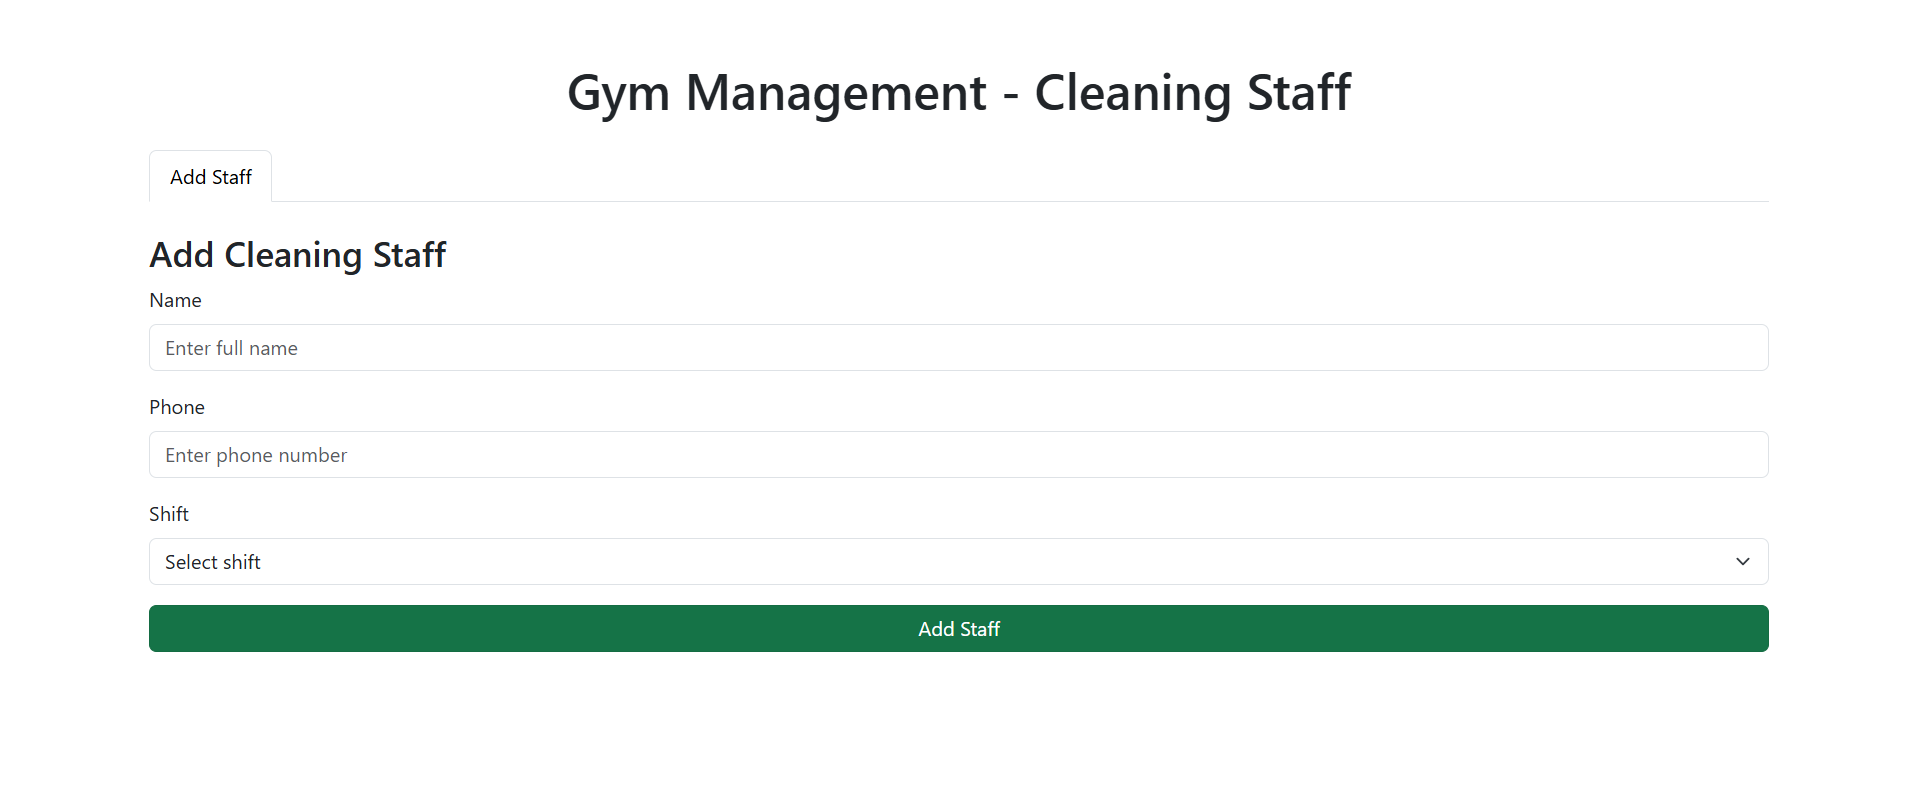 Gym Management - Cleaning Staff
Add Staff
Add Cleaning Staff
Name
Enter full name
Phone
Enter phone number
Shift
Select shift
Add Staff